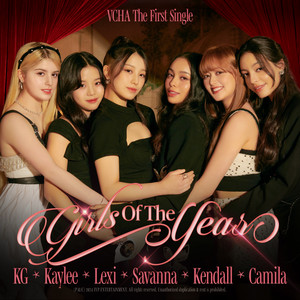 VCHA The First Single
Girls Of The
Year
KG * Kaylee * Lexi * Savanna * Kendall * Camila